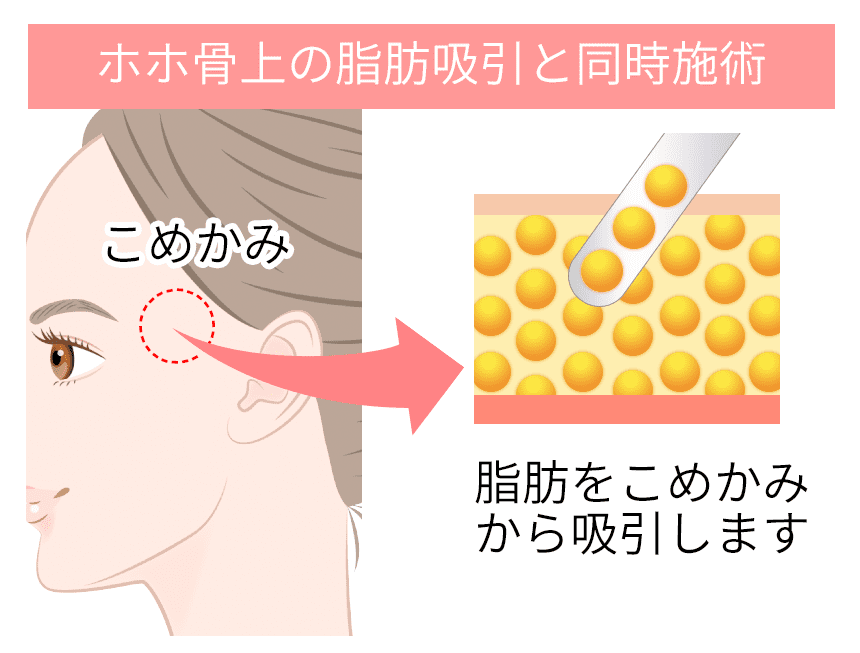 ホホ骨上の脂肪吸引と同時施術
こめかみ
脂肪をこめかみ
から吸引します